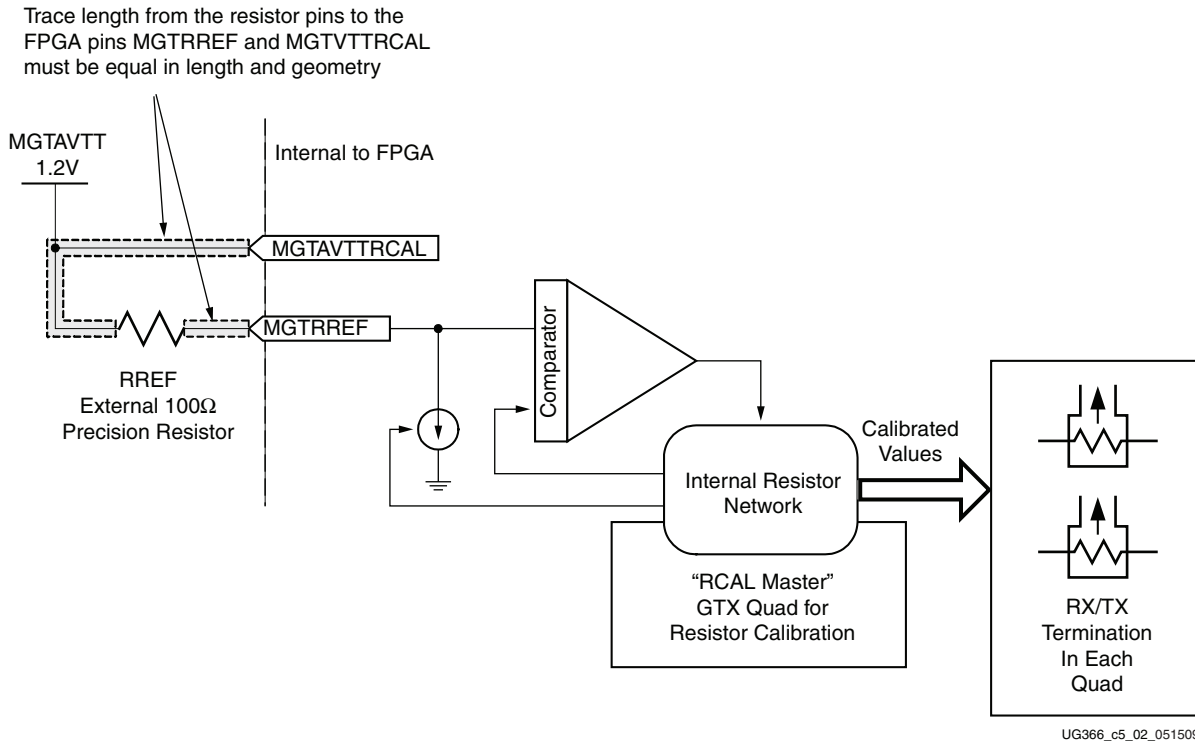 Trace length from the resistor pins to the
FPGA pins MGTRREF and MGTVTTRCAL
must be equal in length and geometry
MGTAVTT
1.2V
Internal to FPGA
MGTAVTTRCAL
MGTRREF
RREF
External 100Ω
Precision Resistor
Comparator
Internal Resistor
Network
Calibrated
Values
“RCAL Master”
GTX Quad for
Resistor Calibration
RX/TX
Termination
In Each
Quad
UG366_c5_02_051509